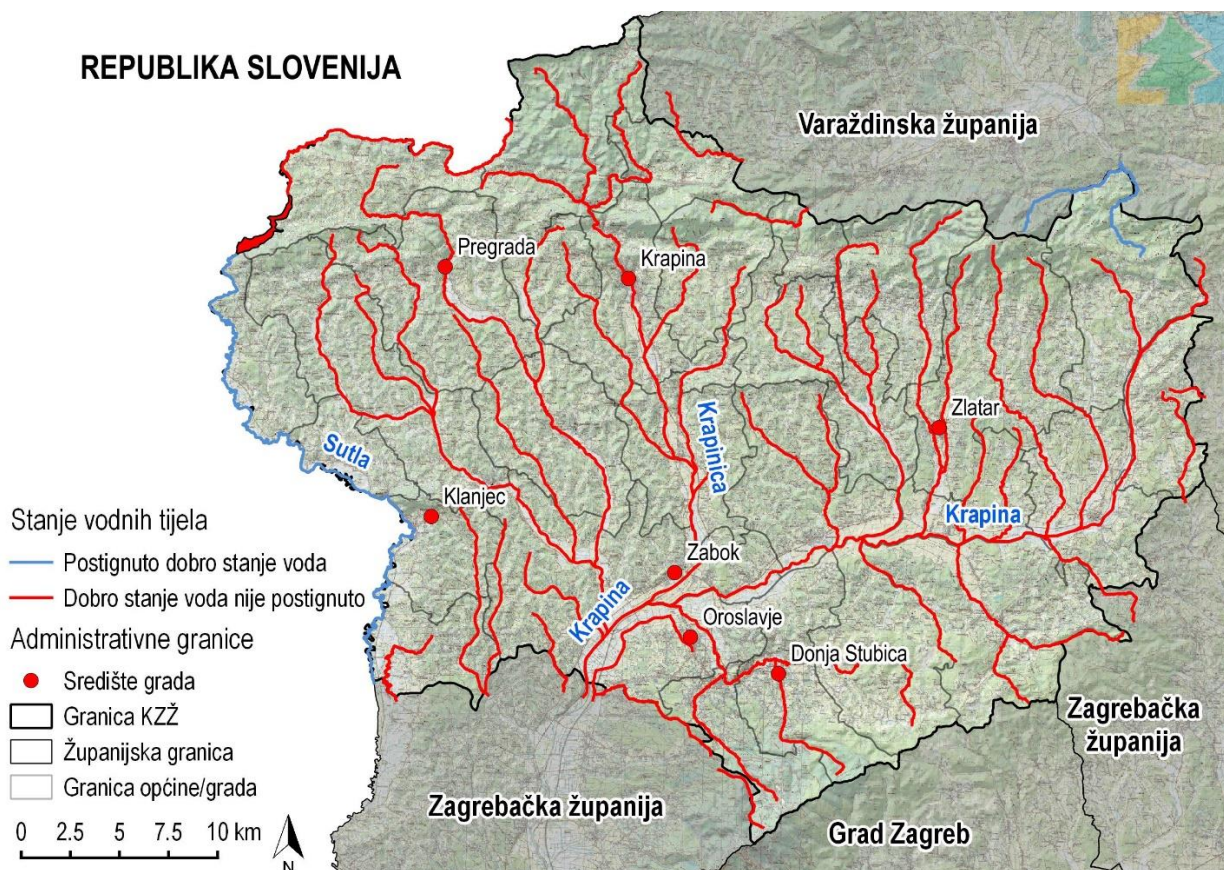 REPUBLIKA SLOVENIJA
Varaždinska županija
Pregrada
Krapina
Krapinica
Zlatar
Sutla
Klanjec
Krapina
Zabok
Krapina
Oroslavje
Donja Stubica
Zagrebačka
županija
Zagrebačka županija
Grad Zagreb
Stanje vodnih tijela
Postignuto dobro stanje voda
Dobro stanje voda nije postignuto
Administrativne granice
Središte grada
Granica KZŽ
Županijska granica
Granica općine/grada
0 2.5 5 7.5 10 km
N